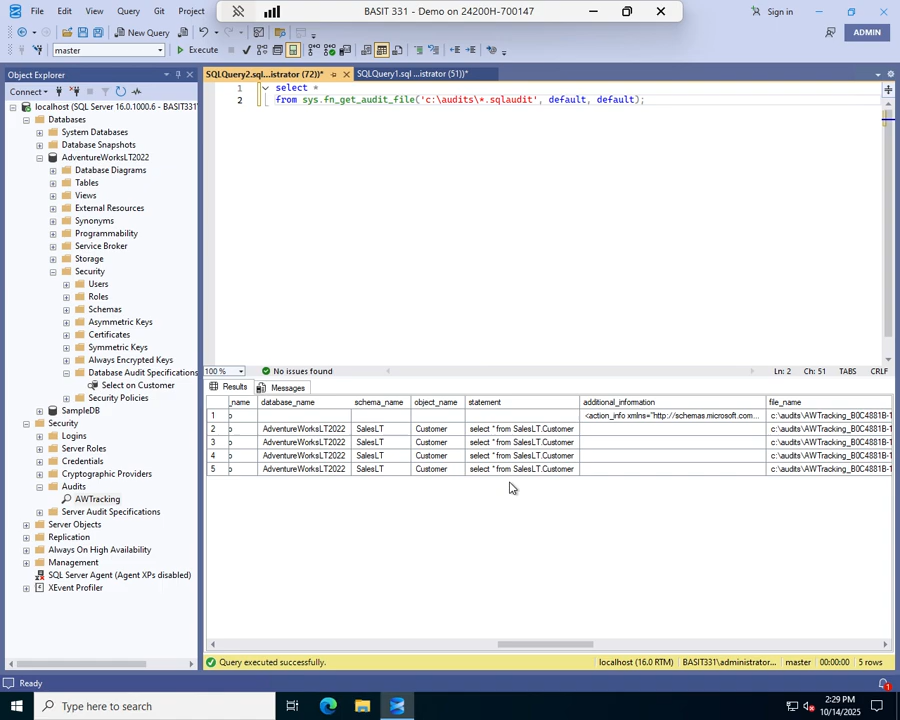 BASIT 331 - Demo on 24200H-700147
File Edit View Query Git Project Sign in
New Query ADMIN
master Execute
Object Explorer
Connect
localhost (SQL Server 16.0.1000.6 - BASIT331\
Databases
System Databases
Database Snapshots
AdventureWorksLT2022
Database Diagrams
Tables
Views
External Resources
Synonyms
Programmability
Service Broker
Storage
Security
Users
Roles
Schemas
Asymmetric Keys
Certificates
Symmetric Keys
Always Encrypted Keys
Database Audit Specifications
Select on Customer
Security Policies
SampleDB
Security
Logins
Server Roles
Credentials
Cryptographic Providers
Audits
AWTracking
Server Audit Specifications
Server Objects
Replication
Always On High Availability
Management
SQL Server Agent (Agent XPs disabled)
XEvent Profiler
SQLQuery2.sql...istrator (72))* SQLQuery1.sql ...istrator (51))*
1 select *
2 from sys.fn_get_audit_file('c:\audits\*.sqlaudit', default, default);
100 % No issues found Ln: 2 Ch: 51 TABS CRLF
Results Messages
_name database_name schema_name object_name statement additional_information file_name
1 o <action_info xmlns="http://schemas.microsoft.com... c:\audits\AWTracking_B0C4881B-1
2 o AdventureWorksLT2022 SalesLT Customer select * from SalesLT.Customer c:\audits\AWTracking_B0C4881B-1
3 o AdventureWorksLT2022 SalesLT Customer select * from SalesLT.Customer c:\audits\AWTracking_B0C4881B-1
4 o AdventureWorksLT2022 SalesLT Customer select * from SalesLT.Customer c:\audits\AWTracking_B0C4881B-1
5 o AdventureWorksLT2022 SalesLT Customer select * from SalesLT.Customer c:\audits\AWTracking_B0C4881B-1
Query executed successfully. localhost (16.0 RTM) BASIT331\administrator... master 00:00:00 5 rows
Ready 1
Type here to search
2:29 PM
10/14/2025